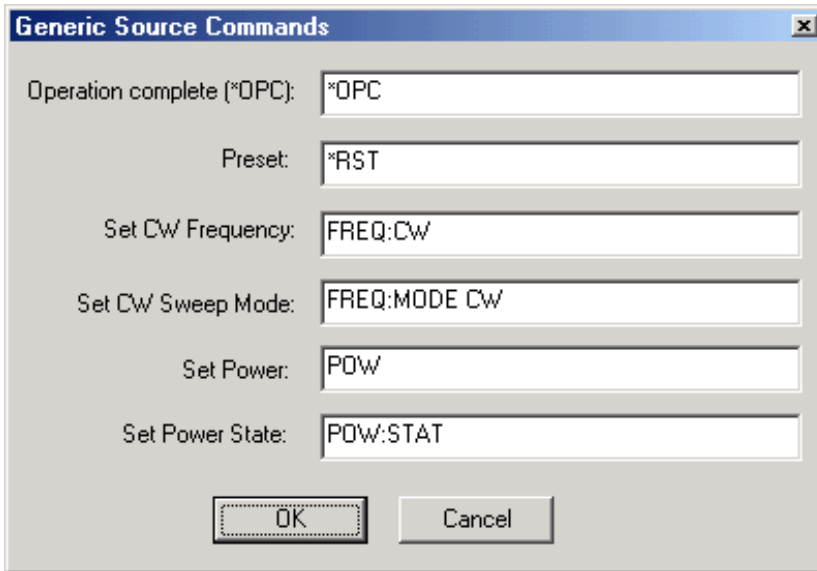 Generic Source Commands
Operation complete (*OPC): *OPC
Preset: *RST
Set CW Frequency: FREQ:CW
Set CW Sweep Mode: FREQ:MODE CW
Set Power: POW
Set Power State: POW:STAT
OK Cancel